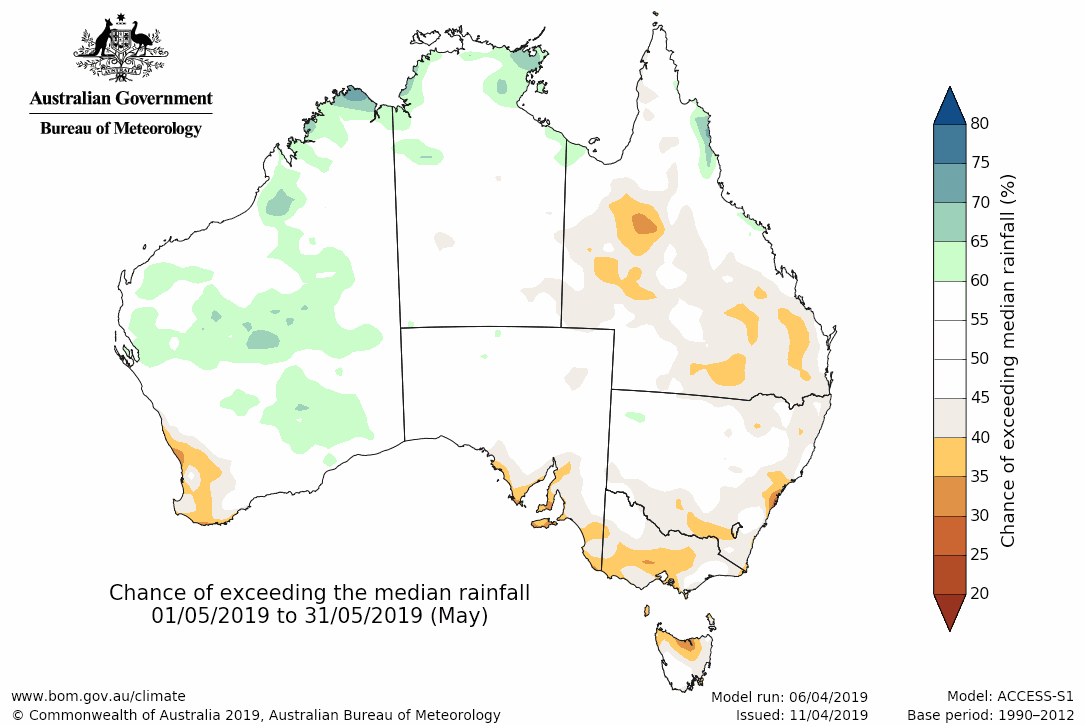 Australian Government
Bureau of Meteorology
80
75
70
65
60
55
50
45
40
35
30
25
20
Chance of exceeding median rainfall (%)
Chance of exceeding the median rainfall
01/05/2019 to 31/05/2019 (May)
www.bom.gov.au/climate
© Commonwealth of Australia 2019, Australian Bureau of Meteorology
Model run: 06/04/2019
Issued: 11/04/2019
Model: ACCESS-S1
Base period: 1990–2012